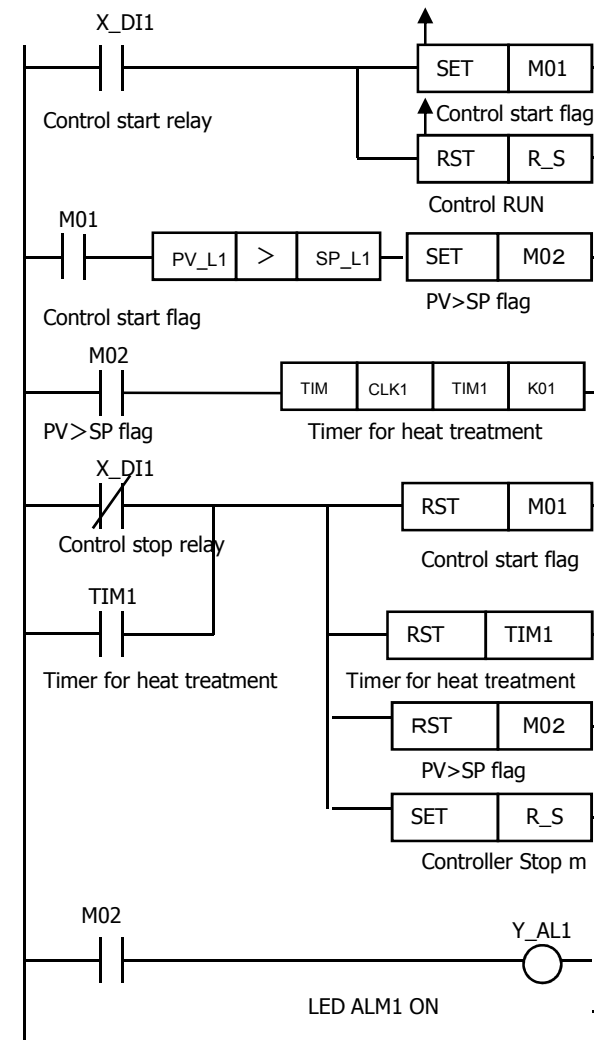 X_DI1
SET M01
Control start relay
Control start flag
RST R_S
Control RUN
M01
PV_L1 > SP_L1 SET M02
PV>SP flag
Control start flag
M02
TIM CLK1 TIM1 K01
PV＞SP flag Timer for heat treatment
X_DI1
RST M01
Control stop relay
Control start flag
TIM1
RST TIM1
Timer for heat treatment Timer for heat treatment
RST M02
PV>SP flag
SET R_S
Controller Stop m
M02
Y_AL1
LED ALM1 ON